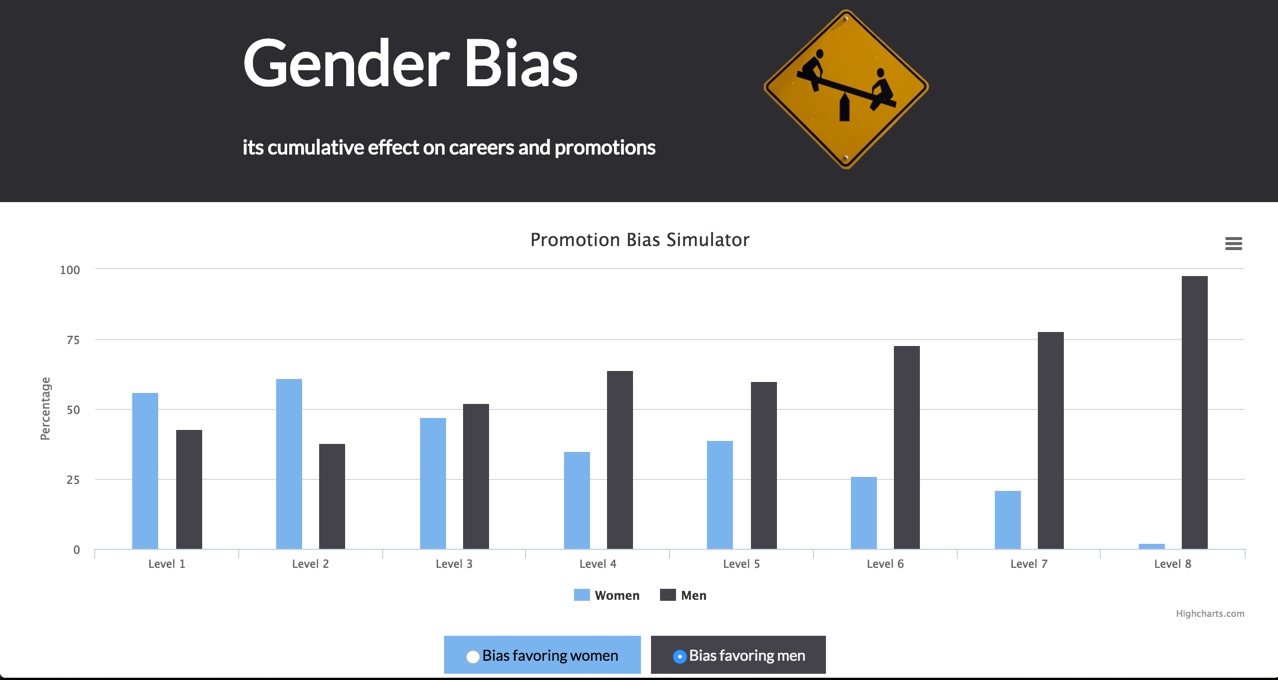 Gender Bias
its cumulative effect on careers and promotions
Promotion Bias Simulator
100
75
50
25
0
Percentage
Level 1
Level 2
Level 3
Level 4
Level 5
Level 6
Level 7
Level 8
Women
Men
Highcharts.com
Bias favoring women
Bias favoring men